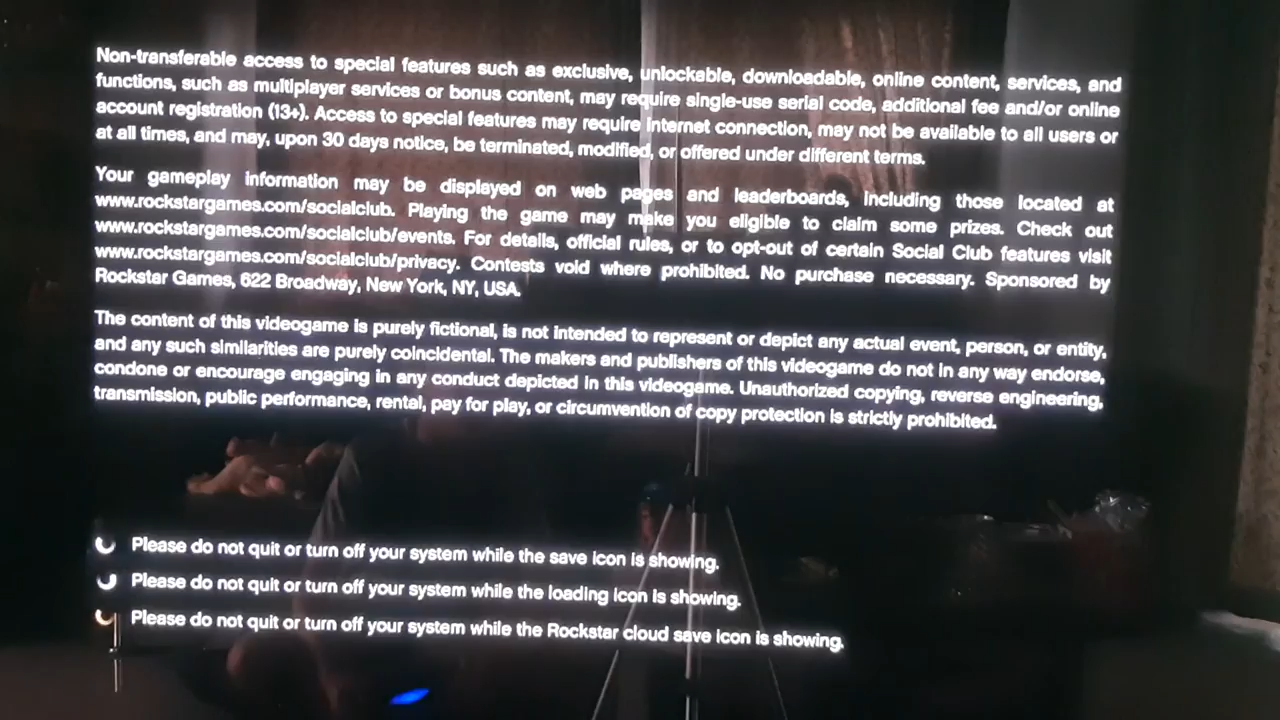 Non-transferable access to special features such as exclusive, unlockable, downloadable, online content, services, and
functions, such as multiplayer services or bonus content, may require single-use serial code, additional fee and/or online
account registration (13+). Access to special features may require internet connection, may not be available to all users or
at all times, and may, upon 30 days notice, be terminated, modified, or offered under different terms.
Your gameplay information may be displayed on web pages and leaderboards, including those located at
www.rockstargames.com/socialclub. Playing the game may make you eligible to claim some prizes. Check out
www.rockstargames.com/socialclub/events. For details, official rules, or to opt-out of certain Social Club features visit
www.rockstargames.com/socialclub/privacy. Contests void where prohibited. No purchase necessary. Sponsored by
Rockstar Games, 622 Broadway, New York, NY, USA.
The content of this videogame is purely fictional, is not intended to represent or depict any actual event, person, or entity,
and any such similarities are purely coincidental. The makers and publishers of this videogame do not in any way endorse,
condone or encourage engaging in any conduct depicted in this videogame. Unauthorized copying, reverse engineering,
transmission, public performance, rental, pay for play, or circumvention of copy protection is strictly prohibited.
Please do not quit or turn off your system while the save icon is showing.
Please do not quit or turn off your system while the loading icon is showing.
Please do not quit or turn off your system while the Rockstar cloud save icon is showing.